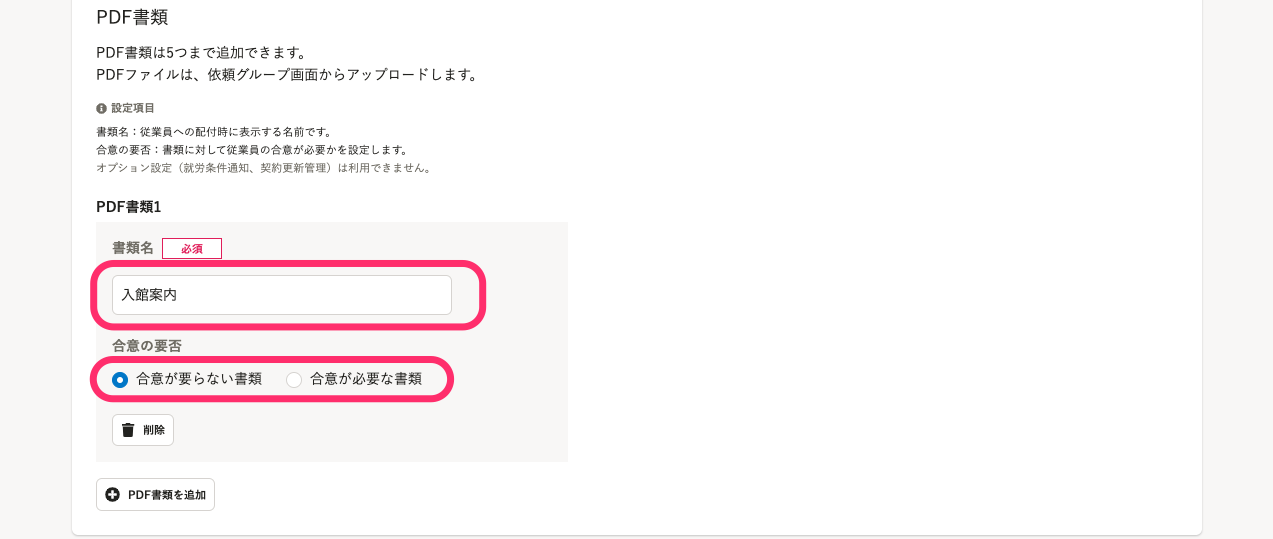 PDF書類
PDF書類は5つまで追加できます。
PDFファイルは、依頼グループ画面からアップロードします。
設定項目
書類名：従業員への配付時に表示する名前です。
合意の要否：書類に対して従業員の合意が必要かを設定します。
オプション設定（就労条件通知、契約更新管理）は利用できません。
PDF書類1
書類名 必須
入館案内
合意の要否
合意が要らない書類 合意が必要な書類
削除
PDF書類を追加